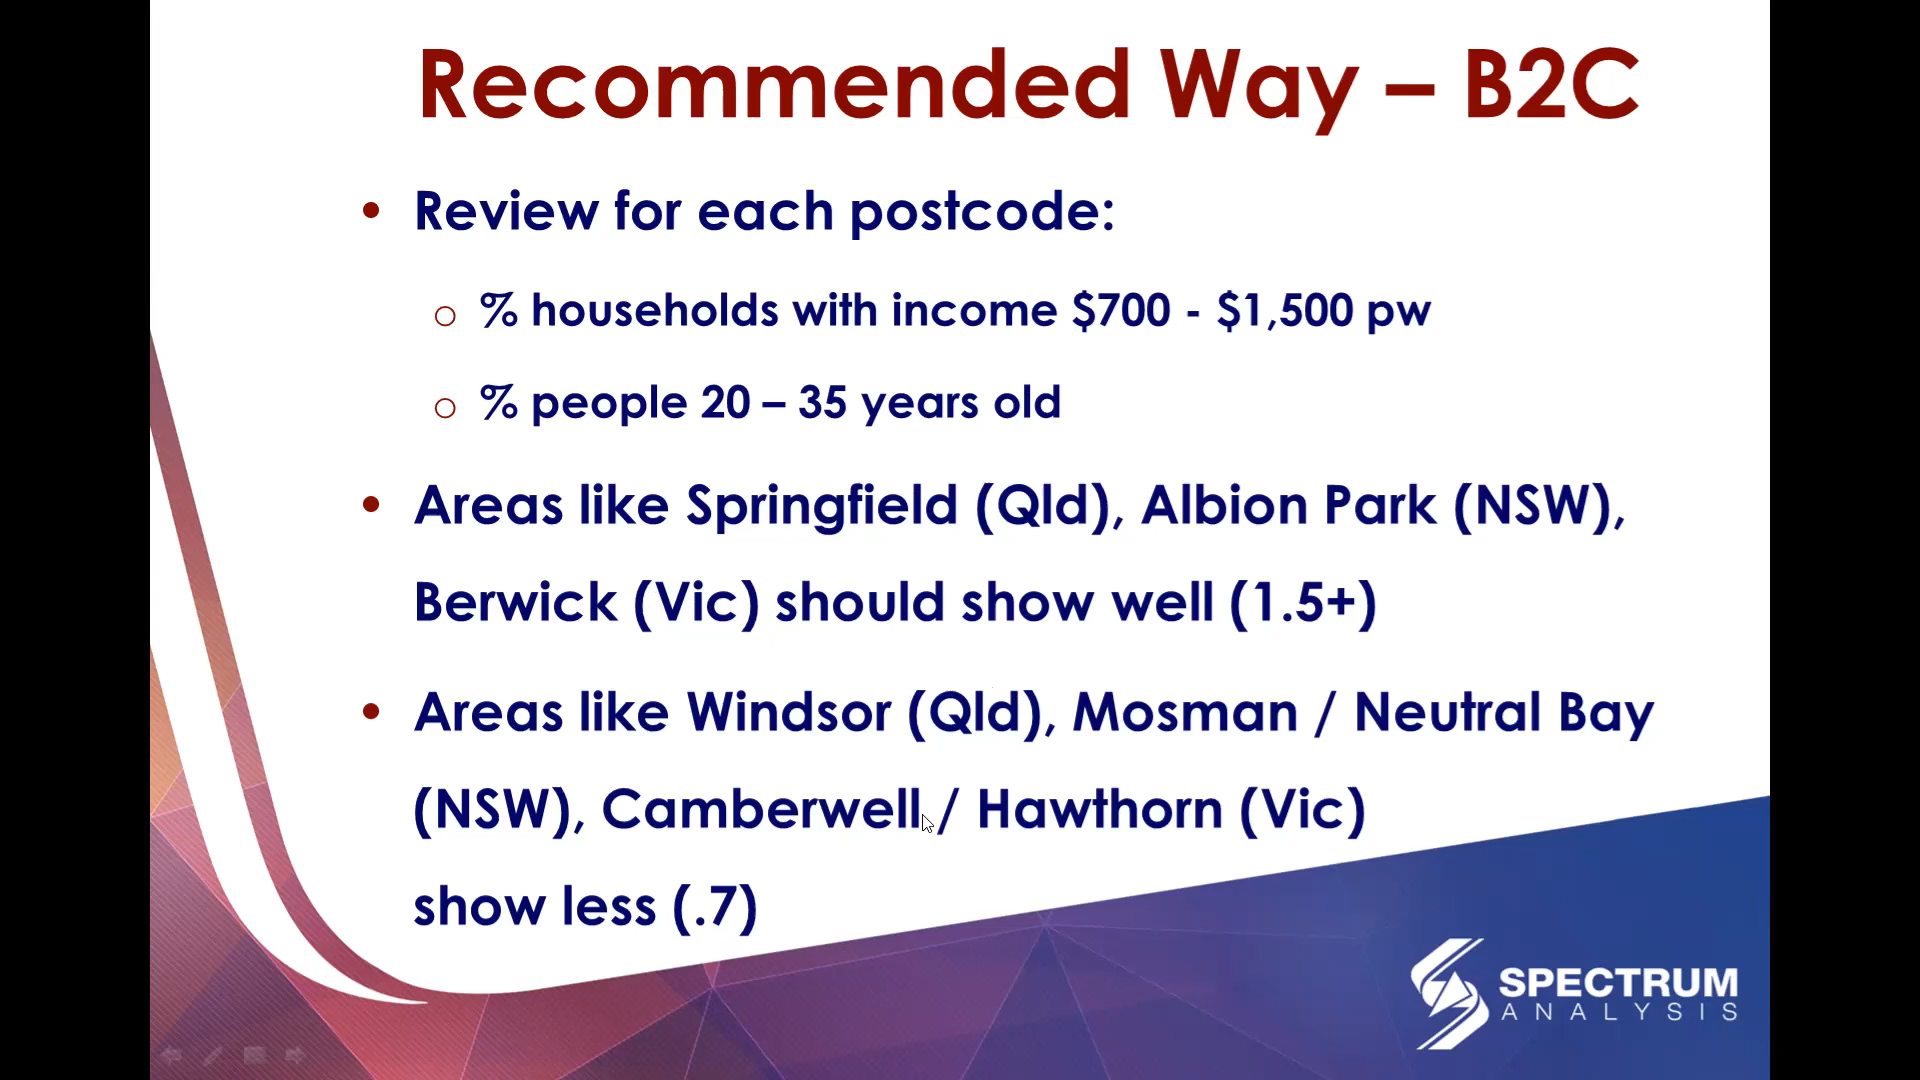 Recommended Way – B2C
• Review for each postcode:
o % households with income $700 - $1,500 pw
o % people 20 – 35 years old
• Areas like Springfield (Qld), Albion Park (NSW),
Berwick (Vic) should show well (1.5+)
• Areas like Windsor (Qld), Mosman / Neutral Bay
(NSW), Camberwell / Hawthorn (Vic)
show less (.7)
SPECTRUM
ANALYSIS